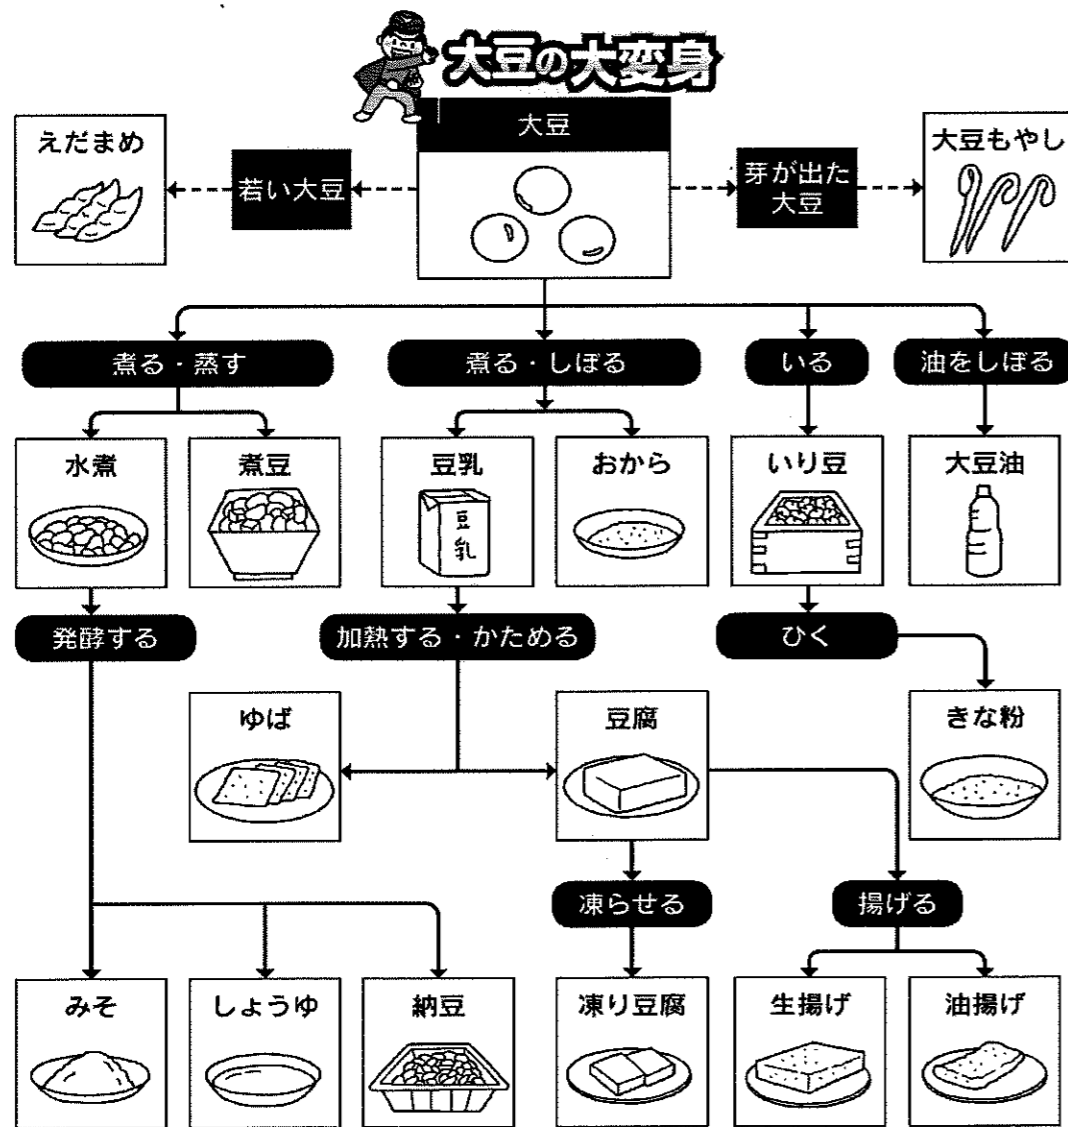 大豆の大変身
大豆
えだまめ
若い大豆
芽が出た
大豆
大豆もやし
煮る・蒸す
煮る・しぼる
いる
油をしぼる
水煮
煮豆
豆乳
豆
乳
おから
いり豆
大豆油
発酵する
加熱する・かためる
ひく
ゆば
豆腐
きな粉
凍らせる
揚げる
みそ
しょうゆ
納豆
凍り豆腐
生揚げ
油揚げ